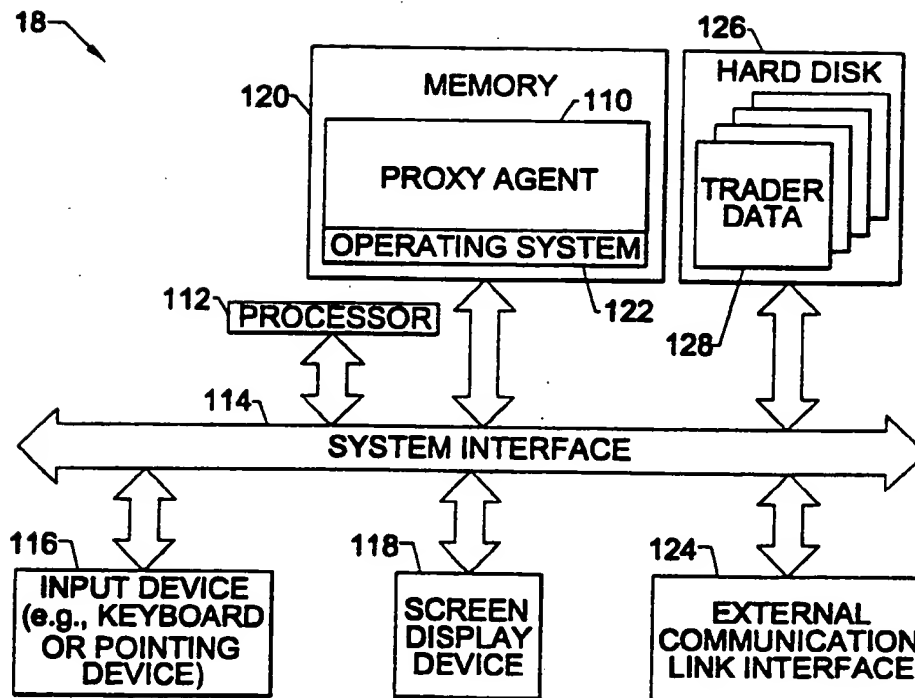 18
126
MEMORY
HARD DISK
120
110
PROXY AGENT
TRADER
DATA
OPERATING SYSTEM
112
PROCESSOR
122
128
114
SYSTEM INTERFACE
116
118
124
INPUT DEVICE
(e.g., KEYBOARD
OR POINTING
DEVICE)
SCREEN
DISPLAY
DEVICE
EXTERNAL
COMMUNICATION
LINK INTERFACE